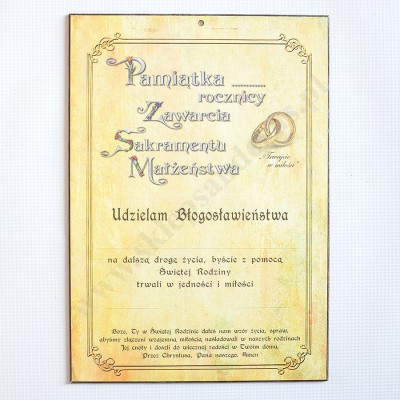 Pamiątka ............
rocznicy
Zawarcia
Sakramentu
Małżeństwa
"Trwajcie
w miłości"
Udzielam Błogosławieństwa
na dalszą drogę życia, byście z pomocą
Świętej Rodziny
trwali w jedności i miłości
Boże, Ty w Świętej Rodzinie dałeś nam wzór życia, spraw,
abyśmy złączeni wzajemną miłością naśladowali w naszych rodzinach
Jej cnoty i doszli do wiecznej radości w Twoim domu.
Przez Chrystusa, Pana naszego. Amen